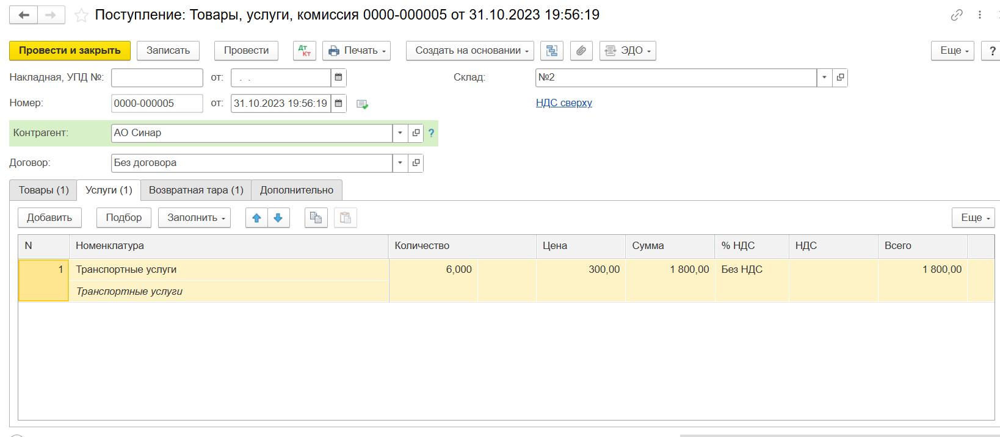 Поступление: Товары, услуги, комиссия 0000-000005 от 31.10.2023 19:56:19
Провести и закрыть Записать Провести Дт Кт Печать Создать на основании ЭДО Еще ?
Накладная, УПД №: от: . . Склад: №2
Номер: 0000-000005 от: 31.10.2023 19:56:19 НДС сверху
Контрагент: АО Синар ?
Договор: Без договора
Товары (1) Услуги (1) Возвратная тара (1) Дополнительно
Добавить Подбор Заполнить Еще
N Номенклатура Количество Цена Сумма % НДС НДС Всего
1 Транспортные услуги 6,000 300,00 1 800,00 Без НДС 1 800,00
Транспортные услуги